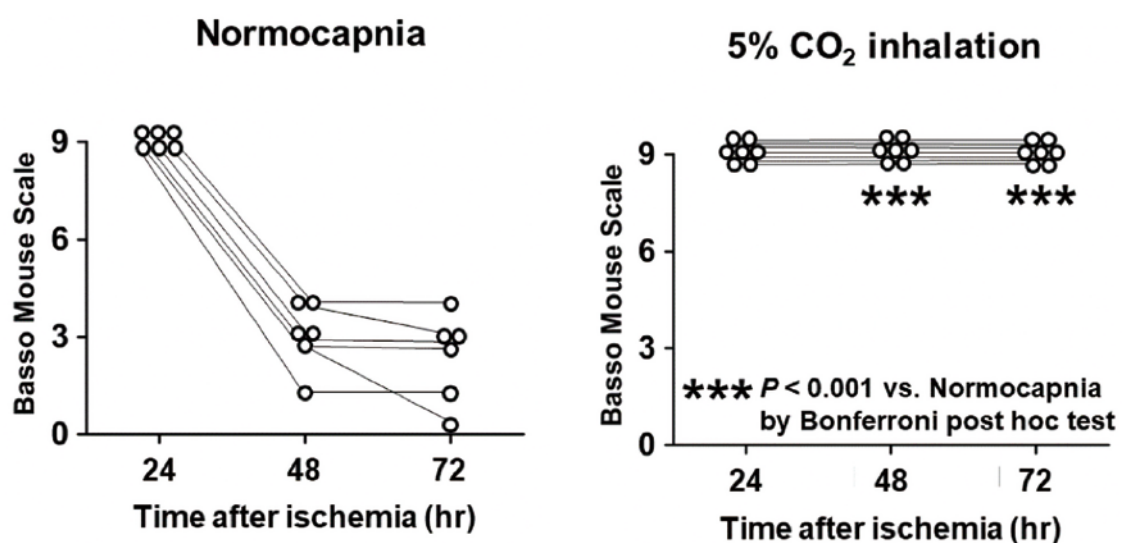 Normocapnia
Basso Mouse Scale
9
6
3
0
24 48 72
Time after ischemia (hr)
5% CO₂ inhalation
Basso Mouse Scale
9
6
3
0
*** ***
*** P < 0.001 vs. Normocapnia
by Bonferroni post hoc test
24 48 72
Time after ischemia (hr)